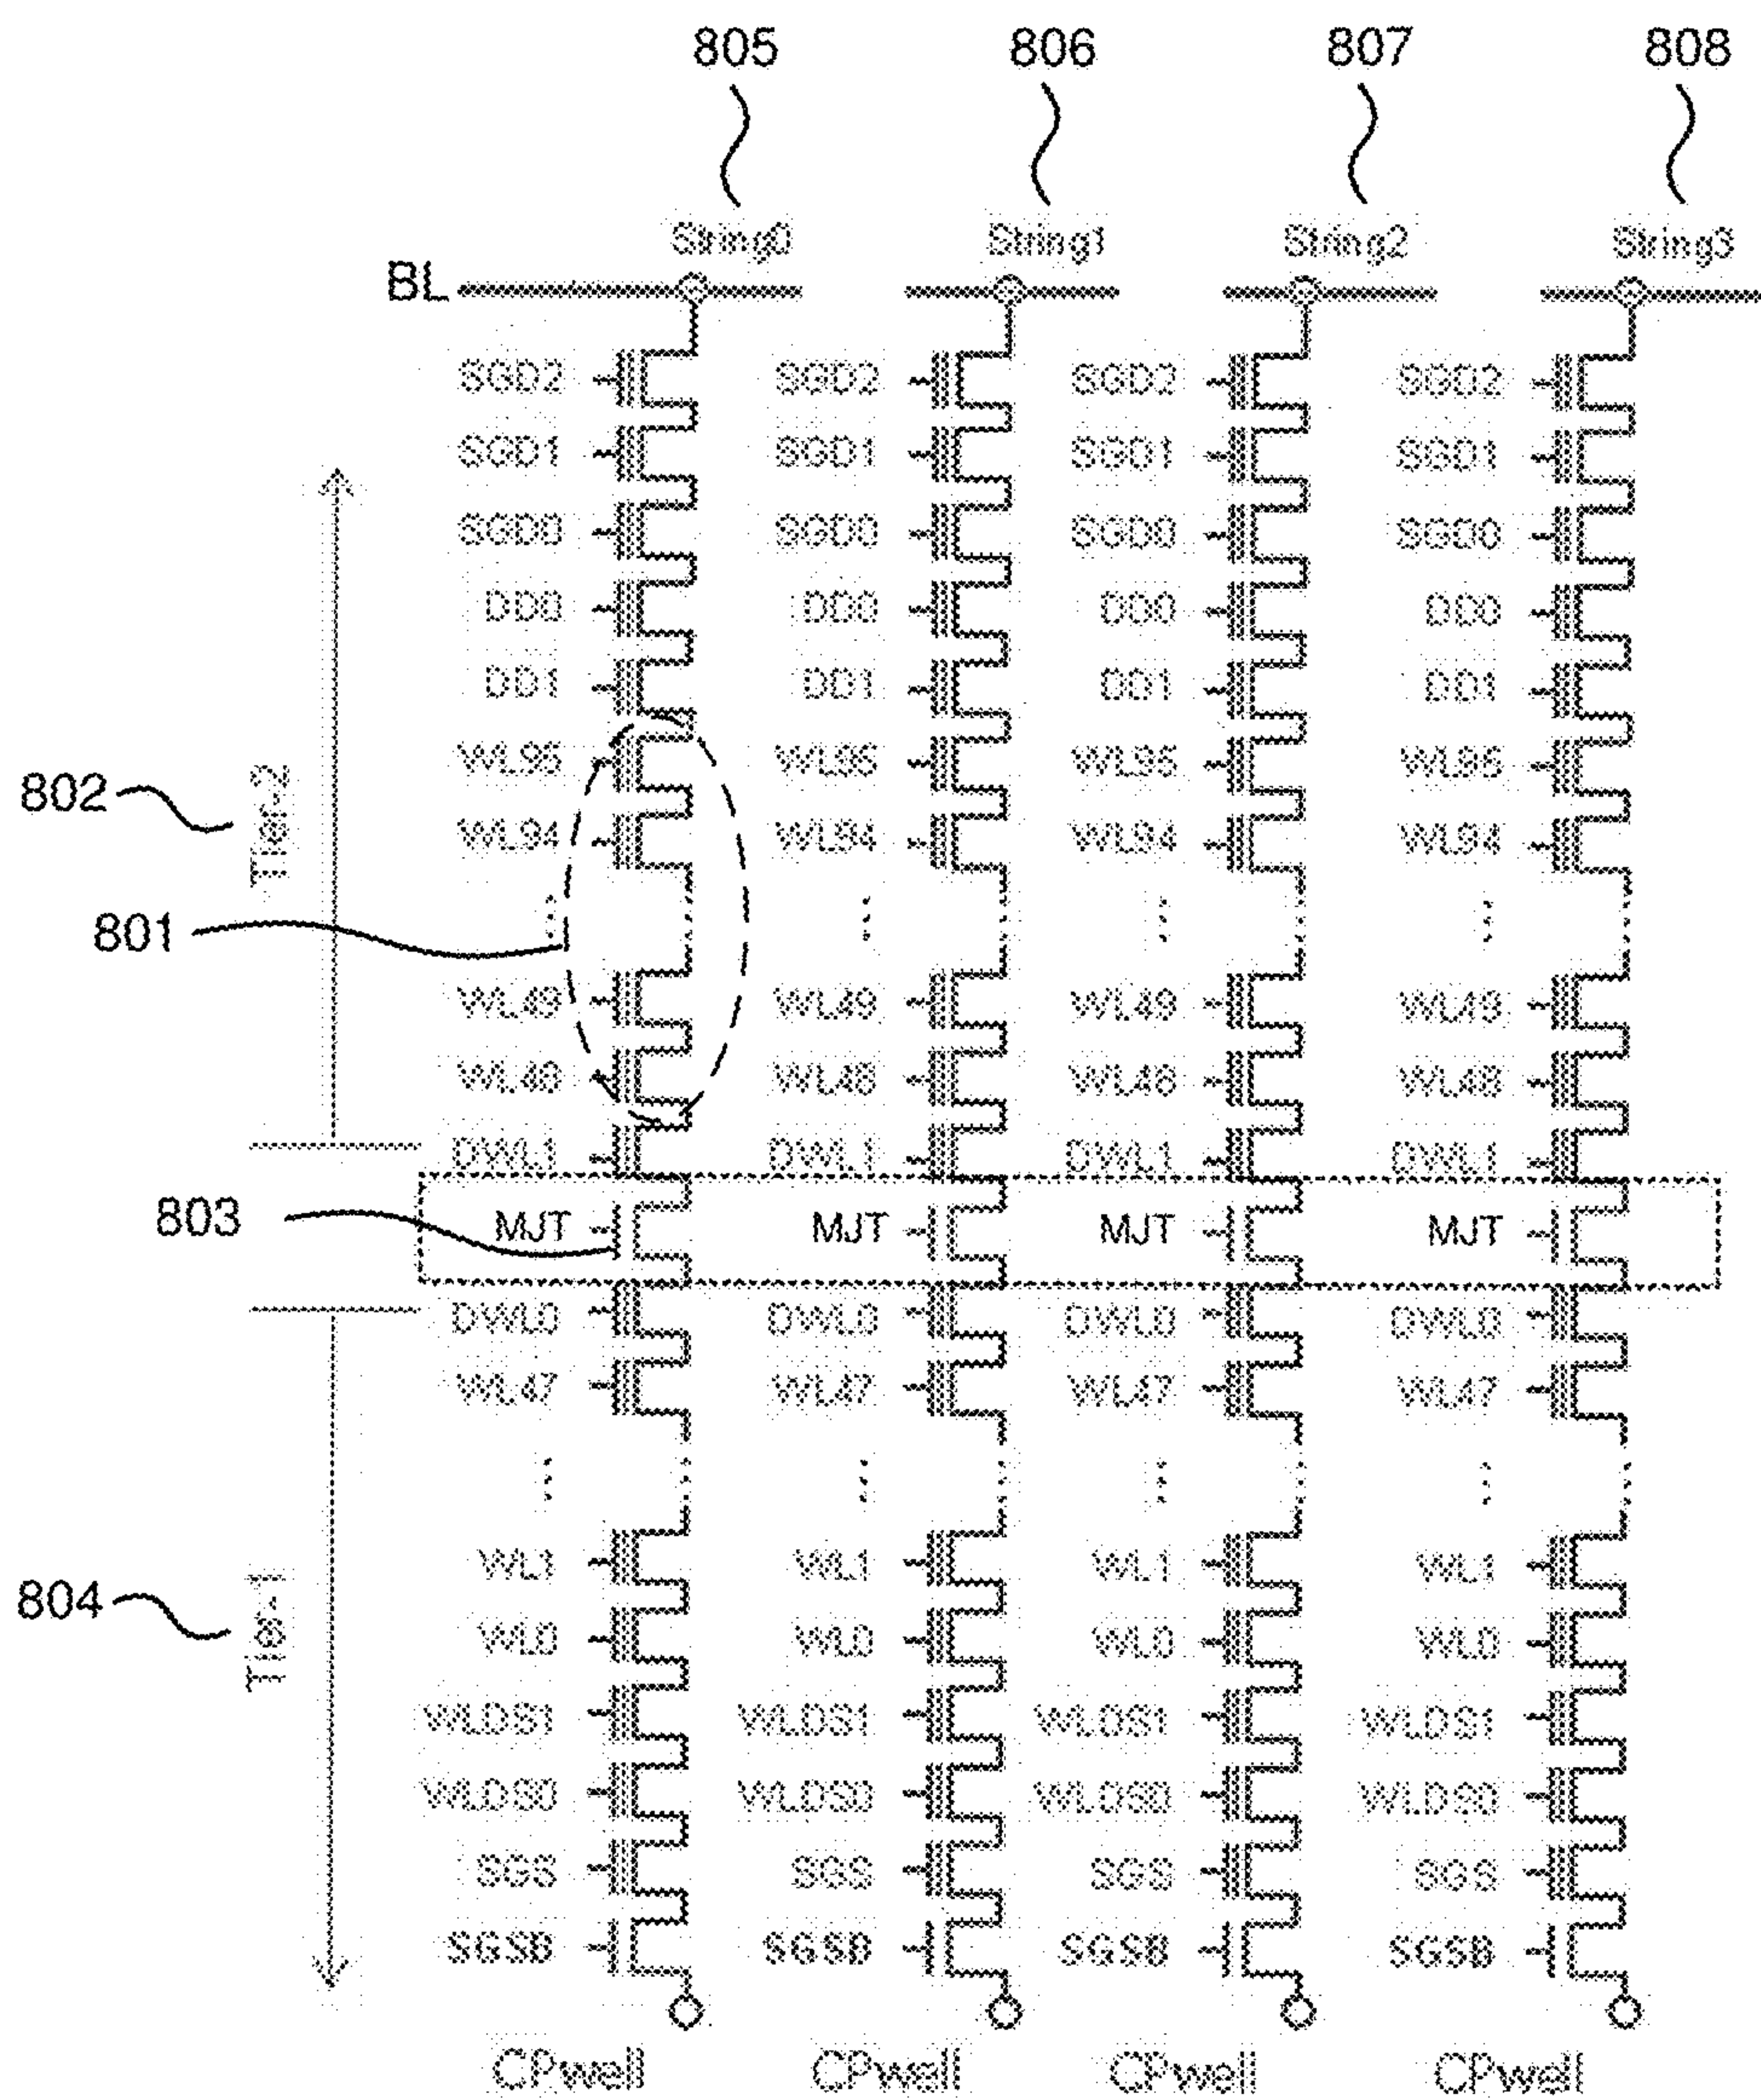 805 806 807 808
String0 String1 String2 String3
BL
SGD2 SGD2 SGD2 SGD2
SGD1 SGD1 SGD1 SGD1
SGD0 SGD0 SGD0 SGD0
DD0 DD0 DD0 DD0
DD1 DD1 DD1 DD1
WL95 WL95 WL95 WL95
802 Tier-2
WL94 WL94 WL94 WL94
801 ⋮ ⋮ ⋮ ⋮
WL49 WL49 WL49 WL49
WL48 WL48 WL48 WL48
DWL1 DWL1 DWL1 DWL1
803 MJT MJT MJT MJT
DWL0 DWL0 DWL0 DWL0
WL47 WL47 WL47 WL47
⋮ ⋮ ⋮ ⋮
WL1 WL1 WL1 WL1
804 Tier-1
WL0 WL0 WL0 WL0
WLDS1 WLDS1 WLDS1 WLDS1
WLDS0 WLDS0 WLDS0 WLDS0
SGS SGS SGS SGS
SGSB SGSB SGSB SGSB
CPwell CPwell CPwell CPwell